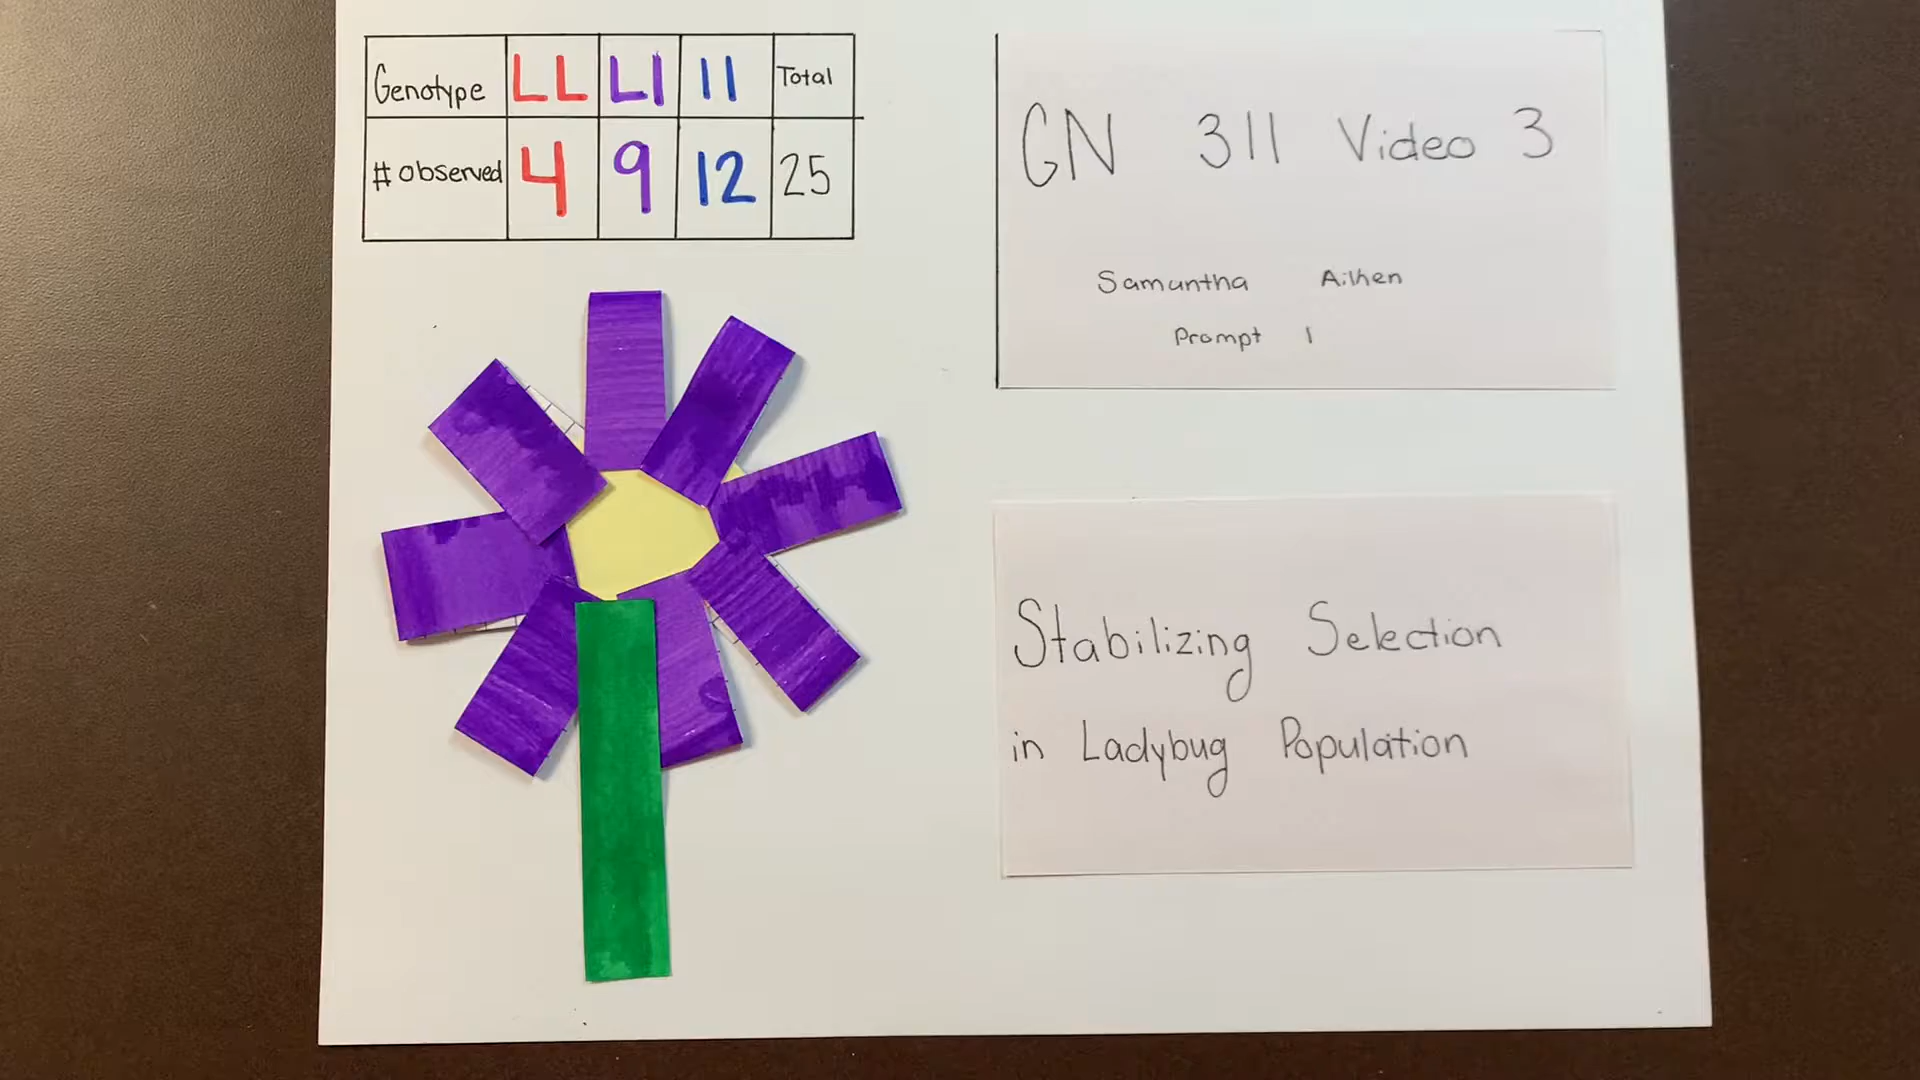 Genotype LL Ll ll Total
# observed 4 9 12 25
GN 311 Video 3
Samantha Aiken
Prompt 1
Stabilizing Selection
in Ladybug Population